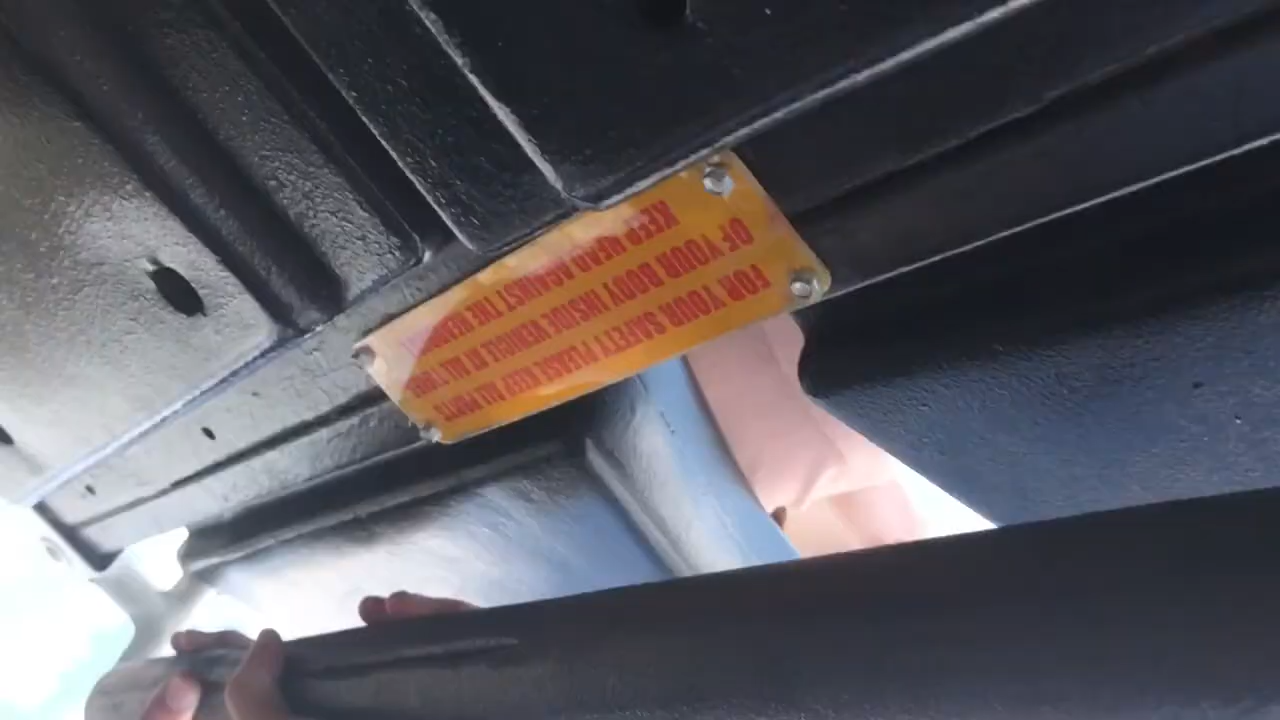 FOR YOUR SAFETY PLEASE KEEP ALL PARTS
OF YOUR BODY INSIDE VEHICLE AT ALL TIMES
KEEP HEAD AGAINST THE